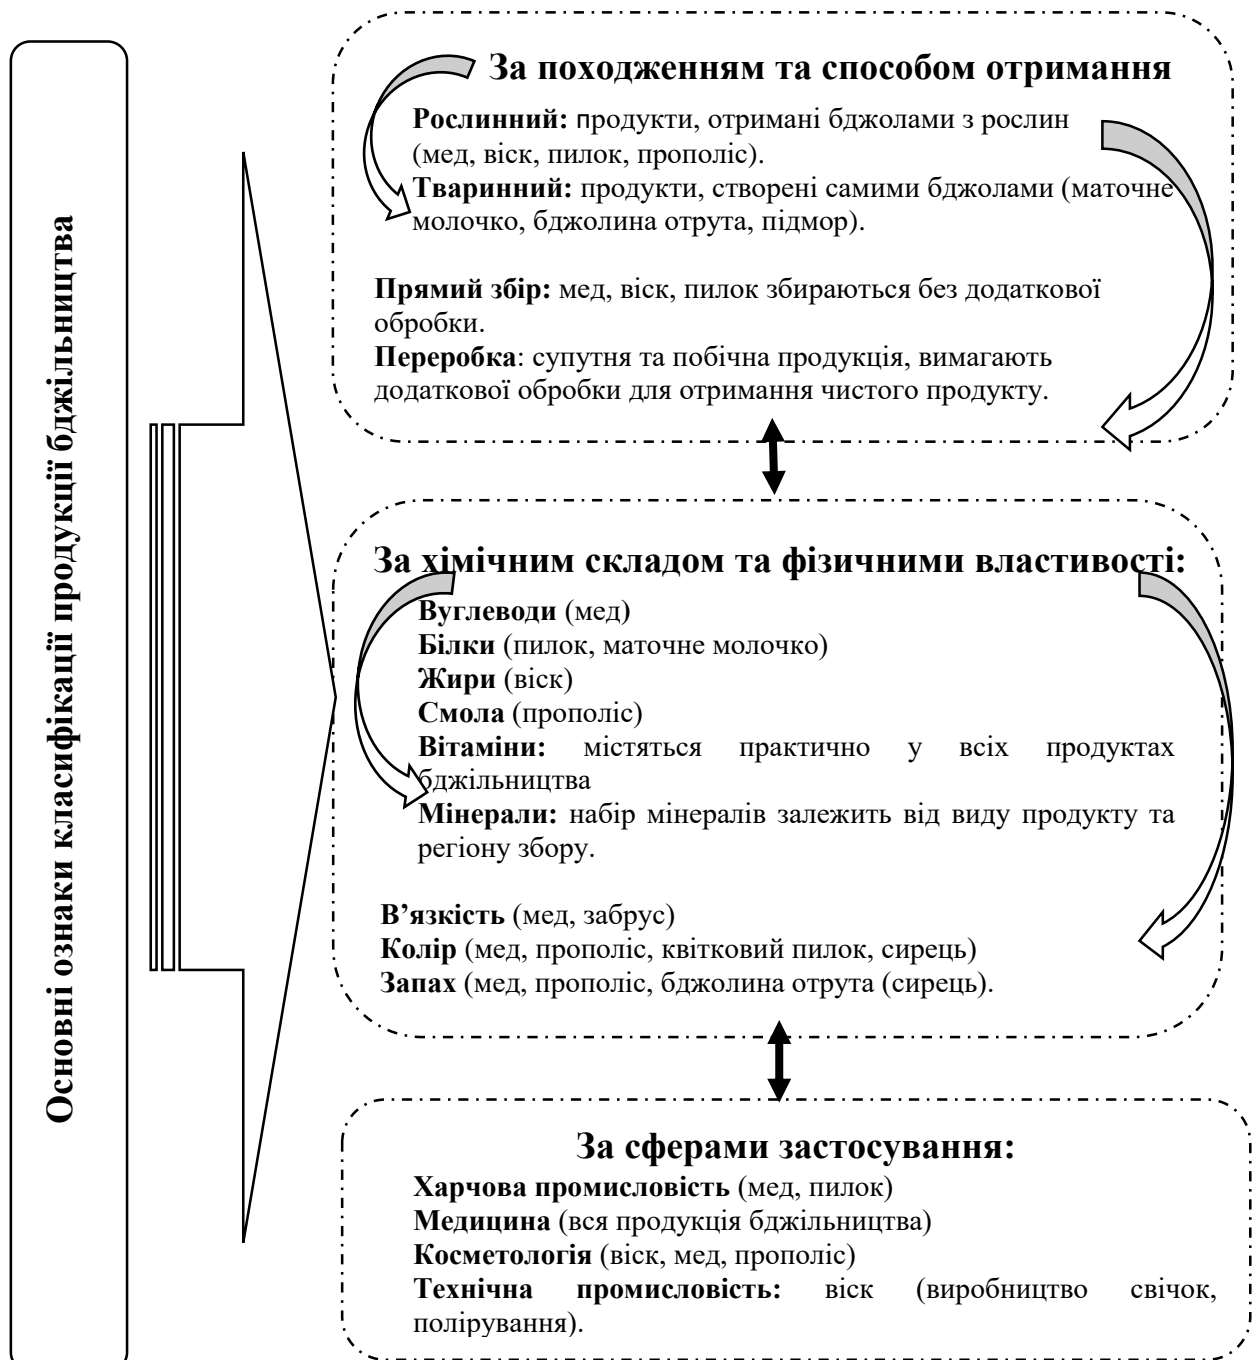 Основні ознаки класифікації продукції бджільництва
За походженням та способом отримання
Рослинний: продукти, отримані бджолами з рослин
(мед, віск, пилок, прополіс).
Тваринний: продукти, створені самими бджолами (маточне
молочко, бджолина отрута, підмор).
Прямий збір: мед, віск, пилок збираються без додаткової
обробки.
Переробка: супутня та побічна продукція, вимагають
додаткової обробки для отримання чистого продукту.
За хімічним складом та фізичними властивості:
Вуглеводи (мед)
Білки (пилок, маточне молочко)
Жири (віск)
Смола (прополіс)
Вітаміни: містяться практично у всіх продуктах
бджільництва
Мінерали: набір мінералів залежить від виду продукту та
регіону збору.
В’язкість (мед, забрус)
Колір (мед, прополіс, квітковий пилок, сирець)
Запах (мед, прополіс, бджолина отрута (сирець).
За сферами застосування:
Харчова промисловість (мед, пилок)
Медицина (вся продукція бджільництва)
Косметологія (віск, мед, прополіс)
Технічна промисловість: віск (виробництво свічок,
полірування).